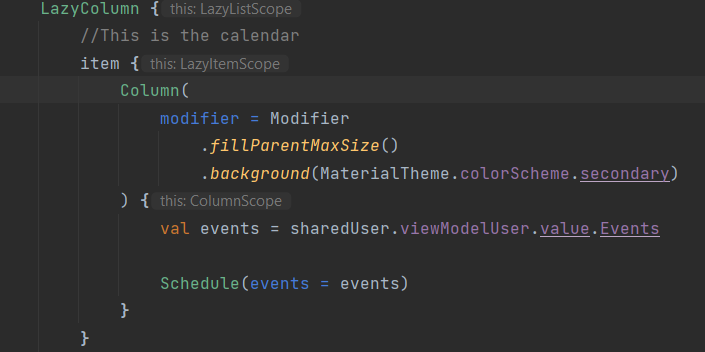 LazyColumn { this: LazyListScope
//This is the calendar
item { this: LazyItemScope
Column(
modifier = Modifier
.fillParentMaxSize()
.background(MaterialTheme.colorScheme.secondary)
) { this: ColumnScope
val events = sharedUser.viewModelUser.value.Events
Schedule(events = events)
}
}